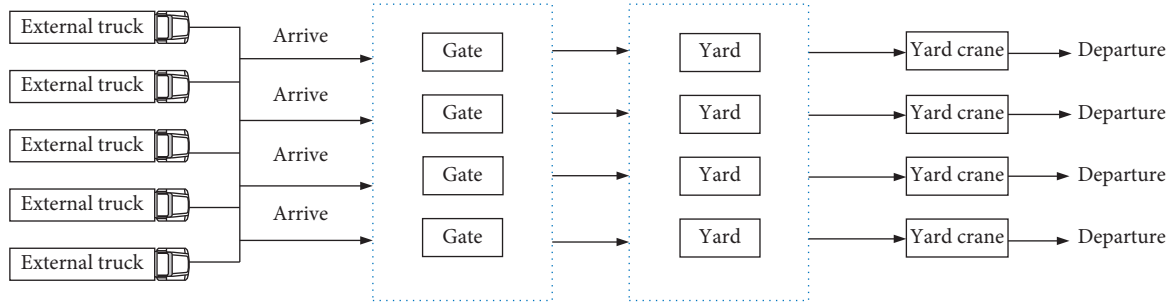 External truck
External truck
External truck
External truck
External truck
Arrive
Arrive
Arrive
Arrive
Gate
Gate
Gate
Gate
Yard
Yard
Yard
Yard
Yard crane
Yard crane
Yard crane
Yard crane
Departure
Departure
Departure
Departure